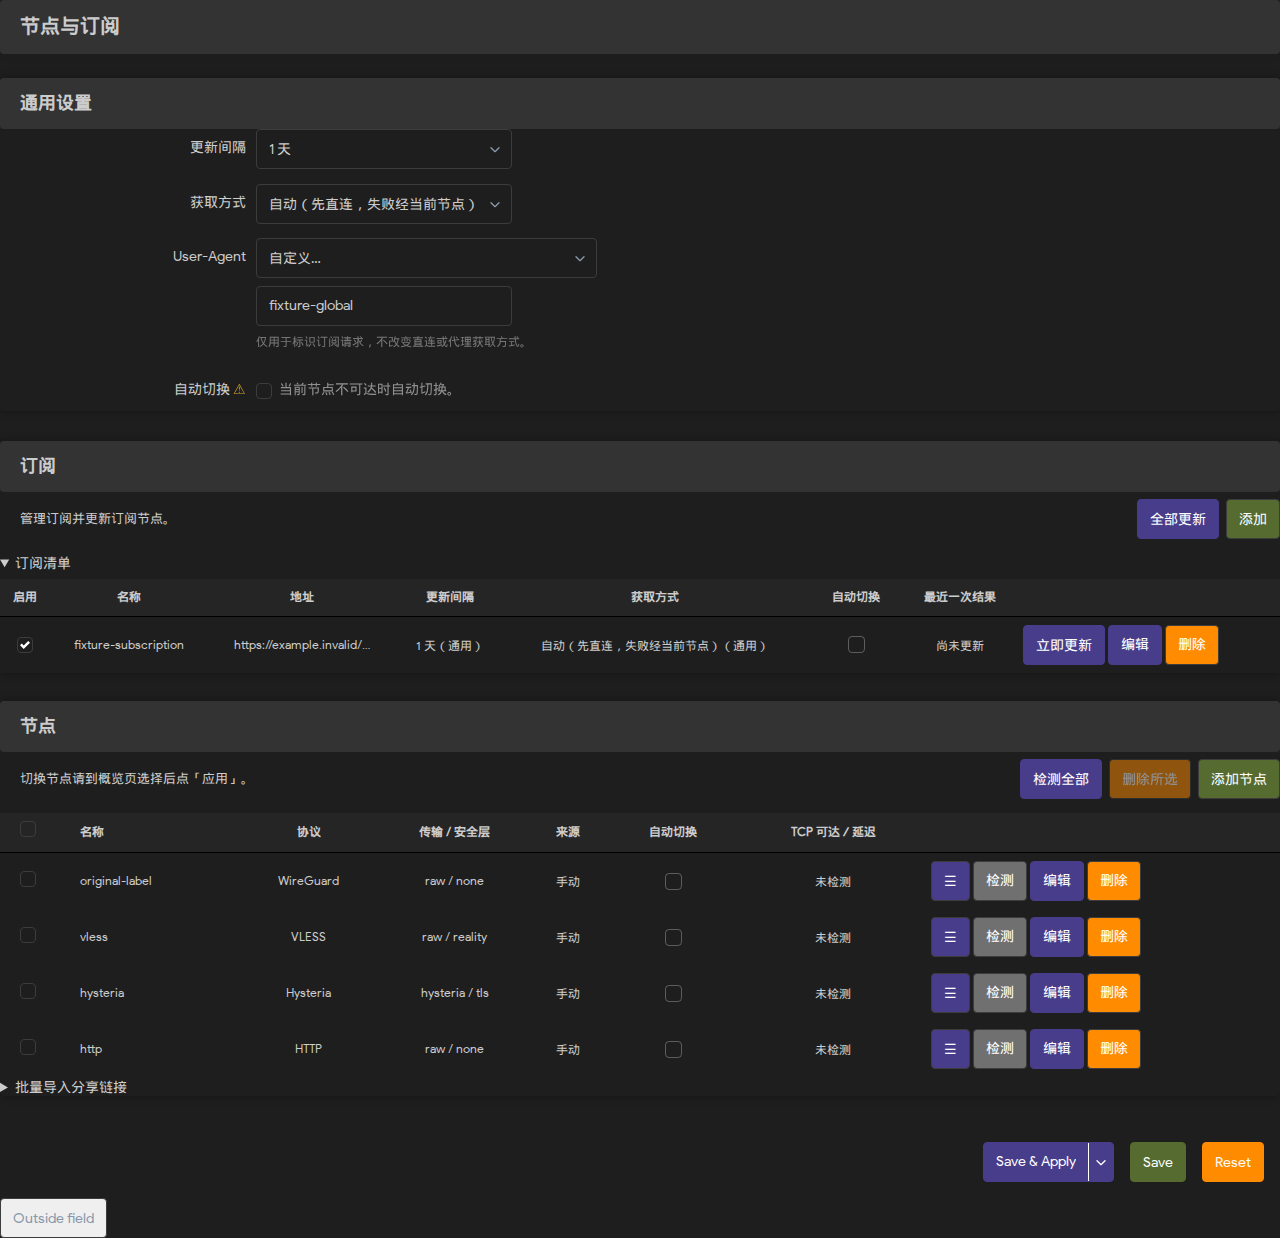 节点与订阅
通用设置
更新间隔 1 天
获取方式 自动（先直连，失败经当前节点）
User-Agent 自定义...
fixture-global
仅用于标识订阅请求，不改变直连或代理获取方式。
自动切换 ⚠ 当前节点不可达时自动切换。
订阅
管理订阅并更新订阅节点。 全部更新 添加
▼ 订阅清单
启用 名称 地址 更新间隔 获取方式 自动切换 最近一次结果
fixture-subscription https://example.invalid/... 1 天（通用） 自动（先直连，失败经当前节点）（通用） 尚未更新 立即更新 编辑 删除
节点
切换节点请到概览页选择后点「应用」。 检测全部 删除所选 添加节点
名称 协议 传输 / 安全层 来源 自动切换 TCP 可达 / 延迟
original-label WireGuard raw / none 手动 未检测 ☰ 检测 编辑 删除
vless VLESS raw / reality 手动 未检测 ☰ 检测 编辑 删除
hysteria Hysteria hysteria / tls 手动 未检测 ☰ 检测 编辑 删除
http HTTP raw / none 手动 未检测 ☰ 检测 编辑 删除
▶ 批量导入分享链接
Save & Apply Save Reset
Outside field